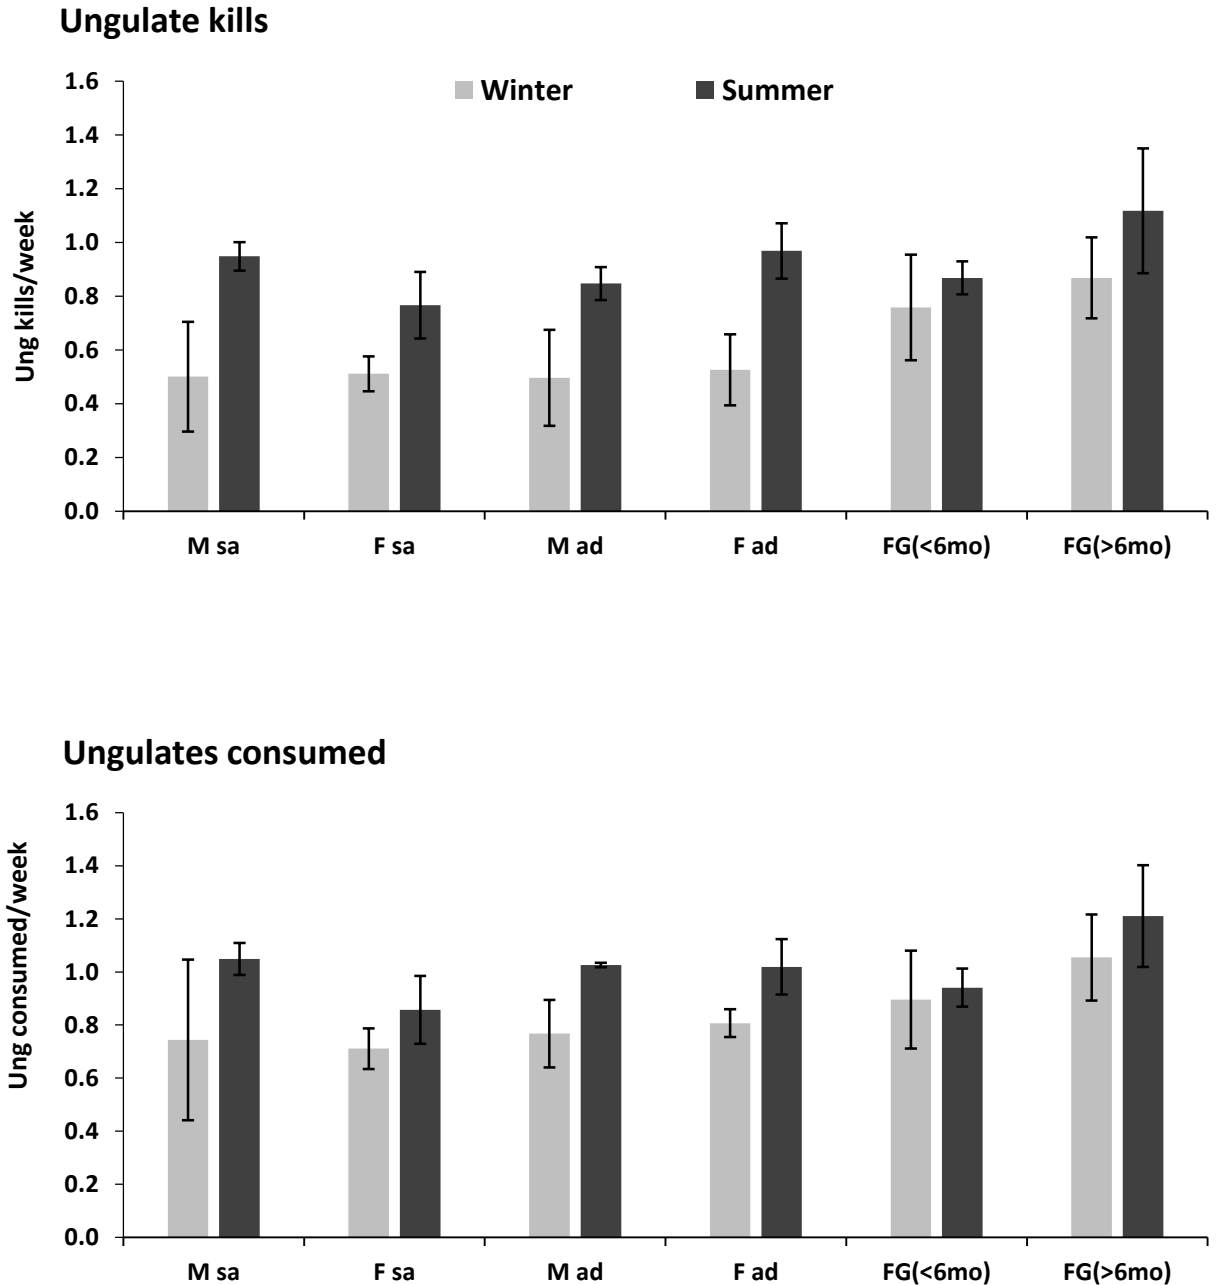 Ungulate kills
Winter
Summer
Ung kills/week
1.6
1.4
1.2
1.0
0.8
0.6
0.4
0.2
0.0
M sa
F sa
M ad
F ad
FG(<6mo)
FG(>6mo)
Ungulates consumed
Ung consumed/week
1.6
1.4
1.2
1.0
0.8
0.6
0.4
0.2
0.0
M sa
F sa
M ad
F ad
FG(<6mo)
FG(>6mo)